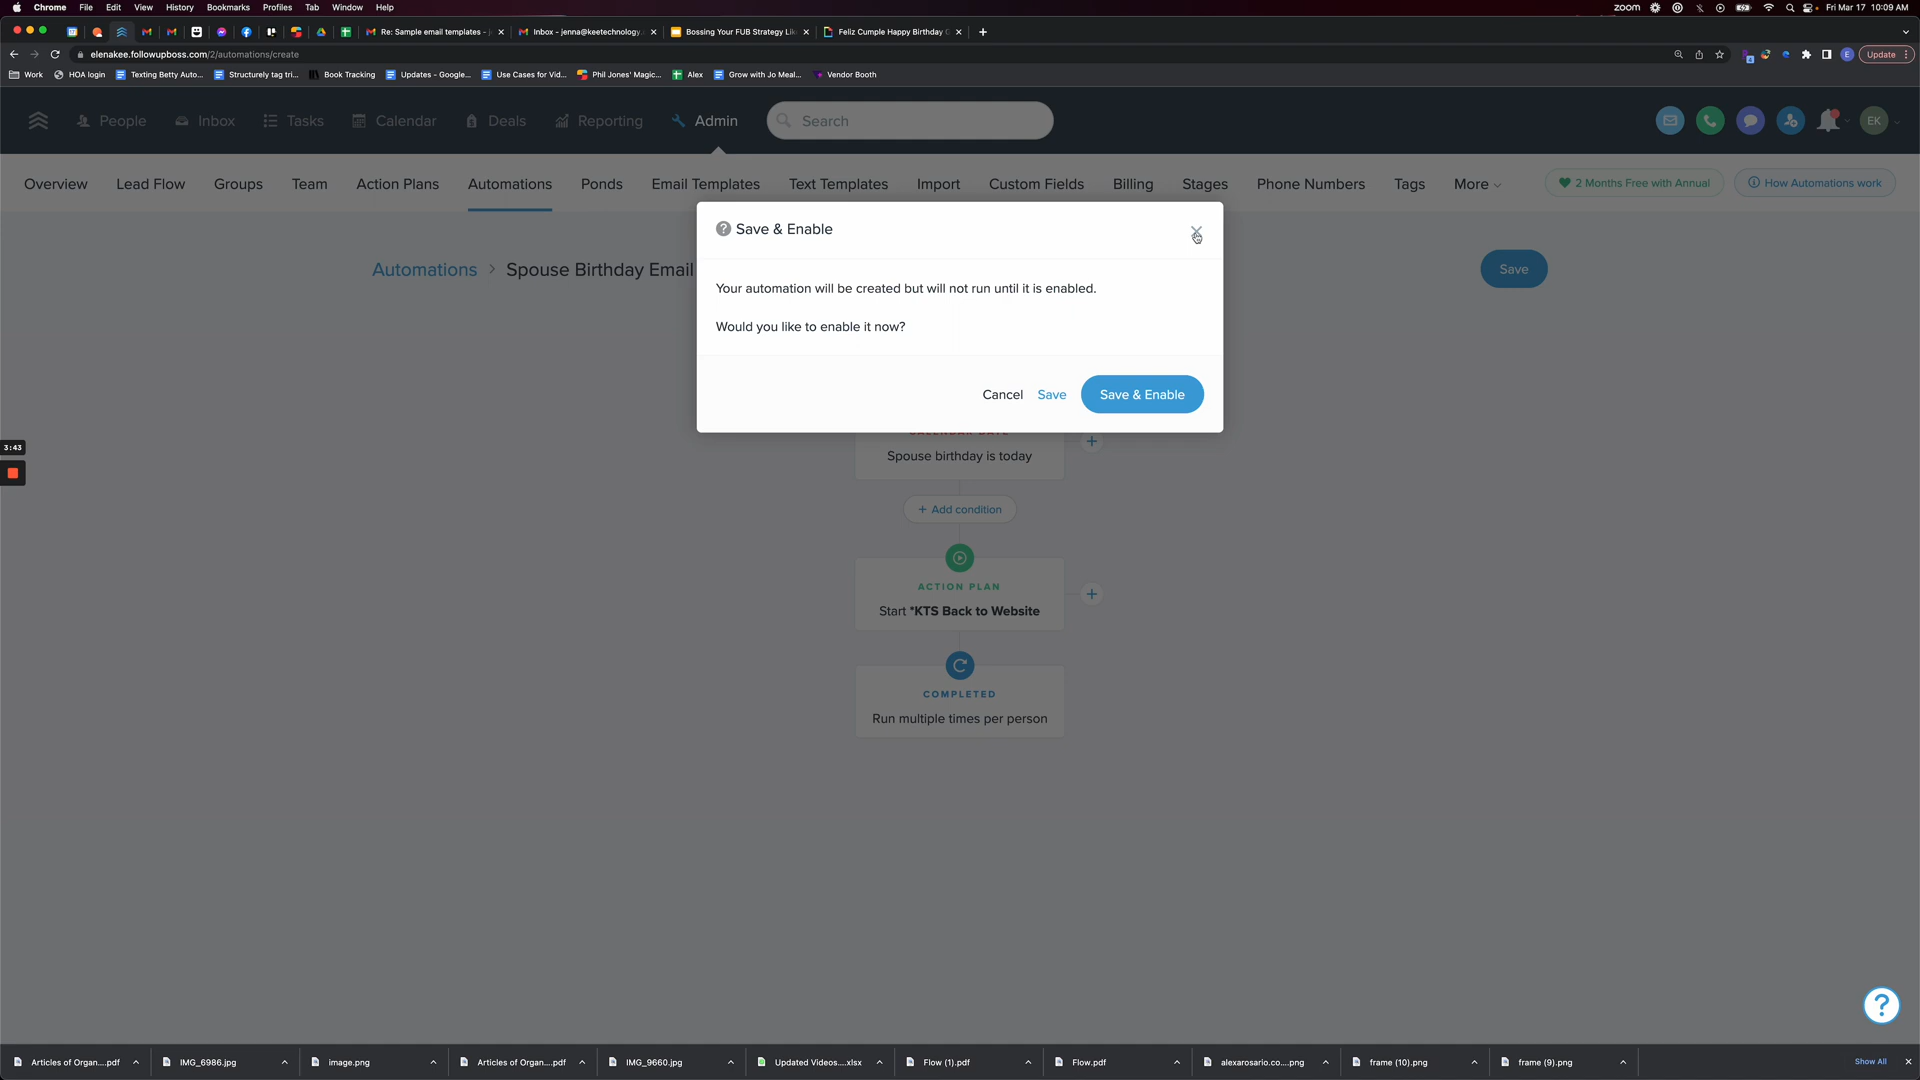 Chrome File Edit View History Bookmarks Profiles Tab Window Help zoom Fri Mar 17 10:09 AM
Re: Sample email templates - j Inbox - jenna@keetechnology. Bossing Your FUB Strategy Lik Feliz Cumple Happy Birthday C
elenakee.followupboss.com/2/automations/create E Update
Work HOA login Texting Betty Auto... Structurely tag tri... Book Tracking Updates - Google... Use Cases for Vid... Phil Jones' Magic... Alex Grow with Jo Meal... Vendor Booth
People Inbox Tasks Calendar Deals Reporting Admin Search EK
Overview Lead Flow Groups Team Action Plans Automations Ponds Email Templates Text Templates Import Custom Fields Billing Stages Phone Numbers Tags More 2 Months Free with Annual How Automations work
? Save & Enable
Automations > Spouse Birthday Email
Save
Your automation will be created but will not run until it is enabled.
Would you like to enable it now?
Cancel Save Save & Enable
CALENDAR DATE
Spouse birthday is today
+ Add condition
ACTION PLAN
Start *KTS Back to Website
COMPLETED
Run multiple times per person
3:43
?
Articles of Organ....pdf IMG_6986.jpg image.png Articles of Organ....pdf IMG_9660.jpg Updated Videos....xlsx Flow (1).pdf Flow.pdf alexarosario.co....png frame (10).png frame (9).png Show All